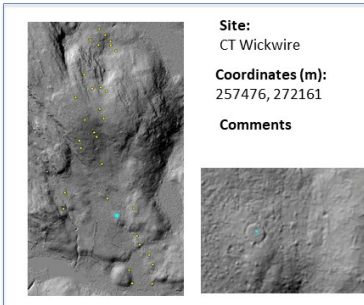 Site:
CT Wickwire
Coordinates (m):
257476, 272161
Comments